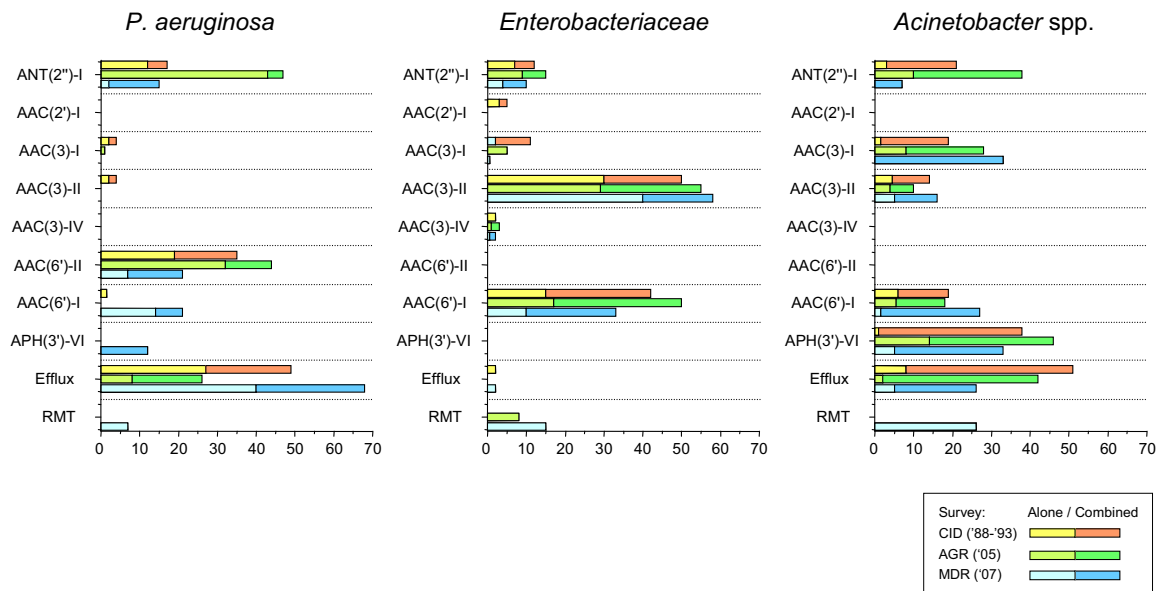 P. aeruginosa
Enterobacteriaceae
Acinetobacter spp.
ANT(2")-I
AAC(2')-I
AAC(3)-I
AAC(3)-II
AAC(3)-IV
AAC(6')-II
AAC(6')-I
APH(3')-VI
Efflux
RMT
0 10 20 30 40 50 60 70
ANT(2")-I
AAC(2')-I
AAC(3)-I
AAC(3)-II
AAC(3)-IV
AAC(6')-II
AAC(6')-I
APH(3')-VI
Efflux
RMT
0 10 20 30 40 50 60 70
ANT(2")-I
AAC(2')-I
AAC(3)-I
AAC(3)-II
AAC(3)-IV
AAC(6')-II
AAC(6')-I
APH(3')-VI
Efflux
RMT
0 10 20 30 40 50 60 70
Survey: Alone / Combined
CID ('88-'93)
AGR ('05)
MDR ('07)